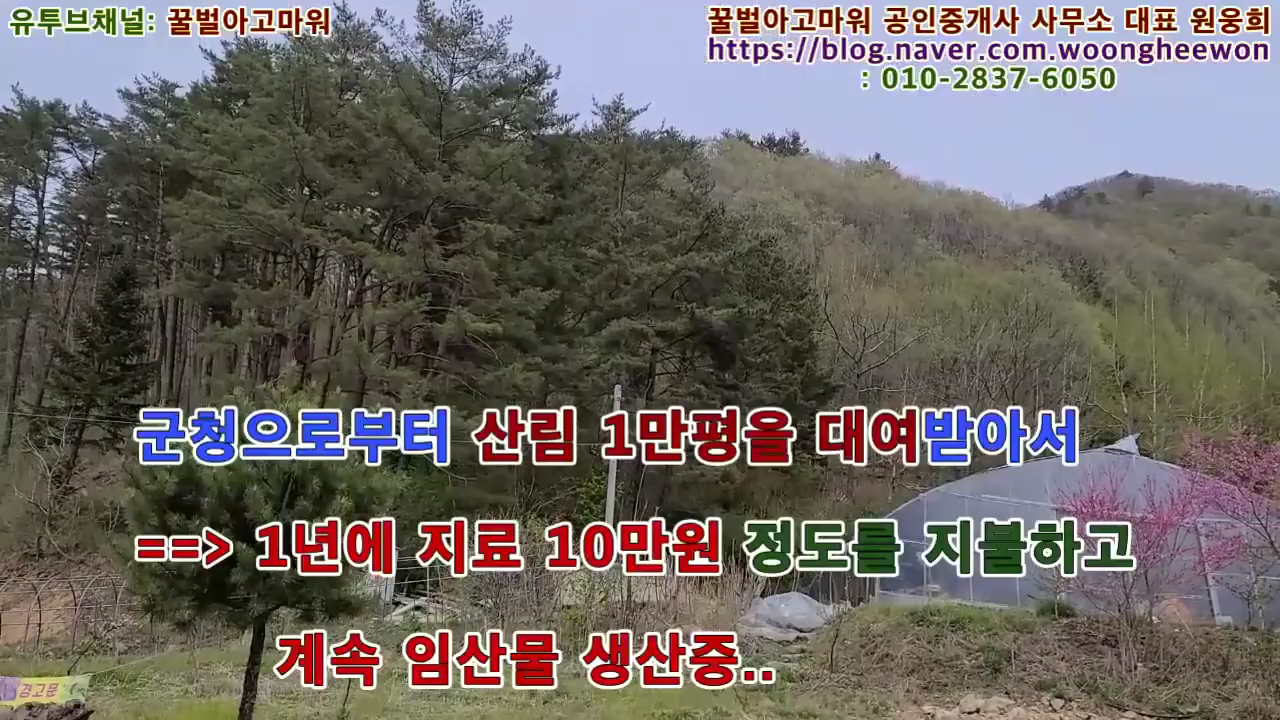 유투브채널: 꿀벌아고마워
꿀벌아고마워 공인중개사 사무소 대표 원웅희
https://blog.naver.com.woongheewon
: 010-2837-6050
군청으로부터 산림 1만평을 대여받아서
==> 1년에 지료 10만원 정도를 지불하고
계속 임산물 생산중..
경고문